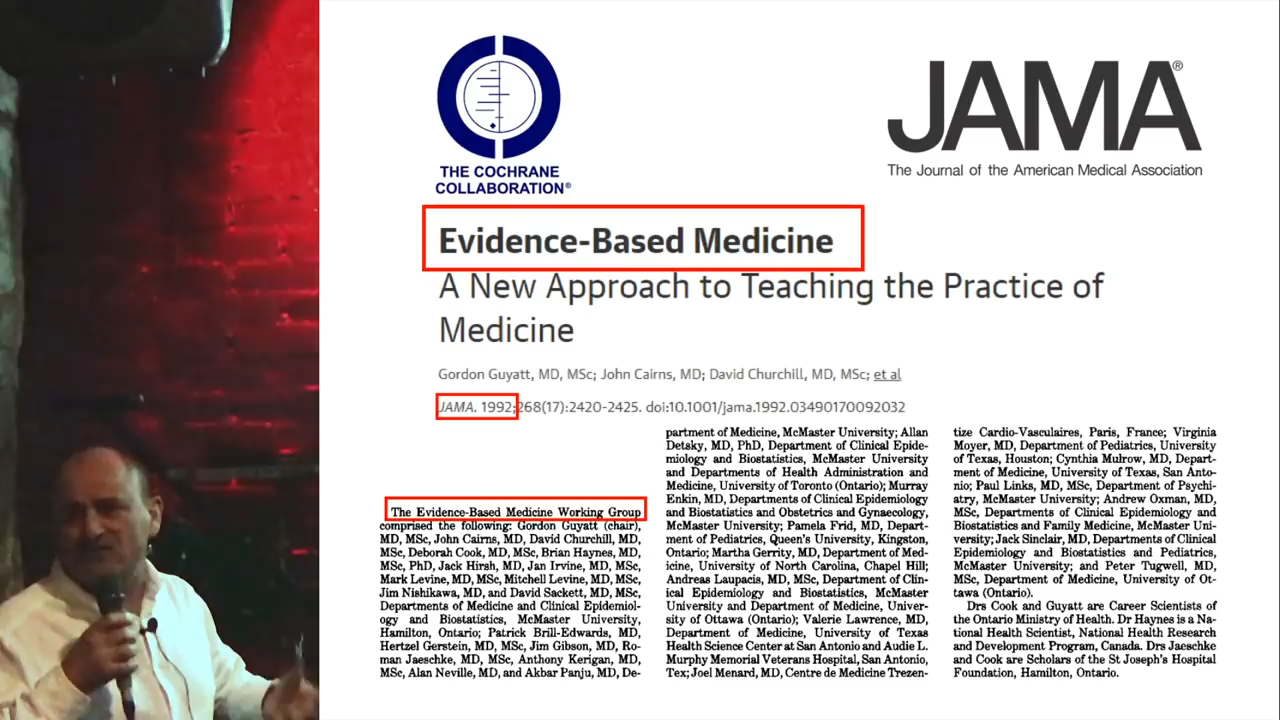 THE COCHRANE
COLLABORATION®
JAMA®
The Journal of the American Medical Association
Evidence-Based Medicine
A New Approach to Teaching the Practice of
Medicine
Gordon Guyatt, MD, MSc; John Cairns, MD; David Churchill, MD, MSc; et al
JAMA. 1992;268(17):2420-2425. doi:10.1001/jama.1992.03490170092032
The Evidence-Based Medicine Working Group
comprised the following: Gordon Guyatt (chair),
MD, MSc, John Cairns, MD, David Churchill, MD,
MSc, Deborah Cook, MD, MSc, Brian Haynes, MD,
MSc, PhD, Jack Hirsh, MD, Jan Irvine, MD, MSc,
Mark Levine, MD, MSc, Mitchell Levine, MD, MSc,
Jim Nishikawa, MD, and David Sackett, MD, MSc,
Departments of Medicine and Clinical Epidemiol-
ogy and Biostatistics, McMaster University,
Hamilton, Ontario; Patrick Brill-Edwards, MD,
Hertzel Gerstein, MD, MSc, Jim Gibson, MD, Ro-
man Jaeschke, MD, MSc, Anthony Kerigan, MD,
MSc, Alan Neville, MD, and Akbar Panju, MD, De-
partment of Medicine, McMaster University; Allan
Detsky, MD, PhD, Department of Clinical Epide-
miology and Biostatistics, McMaster University
and Departments of Health Administration and
Medicine, University of Toronto (Ontario); Murray
Enkin, MD, Departments of Clinical Epidemiology
and Biostatistics and Obstetrics and Gynaecology,
McMaster University; Pamela Frid, MD, Depart-
ment of Pediatrics, Queen's University, Kingston,
Ontario; Martha Gerrity, MD, Department of Med-
icine, University of North Carolina, Chapel Hill;
Andreas Laupacis, MD, MSc, Department of Clin-
ical Epidemiology and Biostatistics, McMaster
University and Department of Medicine, Univer-
sity of Ottawa (Ontario); Valerie Lawrence, MD,
Department of Medicine, University of Texas
Health Science Center at San Antonio and Audie L.
Murphy Memorial Veterans Hospital, San Antonio,
Tex; Joel Menard, MD, Centre de Medicine Trezen-
tize Cardio-Vasculaires, Paris, France; Virginia
Moyer, MD, Department of Pediatrics, University
of Texas, Houston; Cynthia Mulrow, MD, Depart-
ment of Medicine, University of Texas, San Anto-
nio; Paul Links, MD, MSc, Department of Psychi-
atry, McMaster University; Andrew Oxman, MD,
MSc, Departments of Clinical Epidemiology and
Biostatistics and Family Medicine, McMaster Uni-
versity; Jack Sinclair, MD, Departments of Clinical
Epidemiology and Biostatistics and Pediatrics,
McMaster University; and Peter Tugwell, MD,
MSc, Department of Medicine, University of Ot-
tawa (Ontario).
Drs Cook and Guyatt are Career Scientists of
the Ontario Ministry of Health. Dr Haynes is a Na-
tional Health Scientist, National Health Research
and Development Program, Canada. Drs Jaeschke
and Cook are Scholars of the St Joseph's Hospital
Foundation, Hamilton, Ontario.